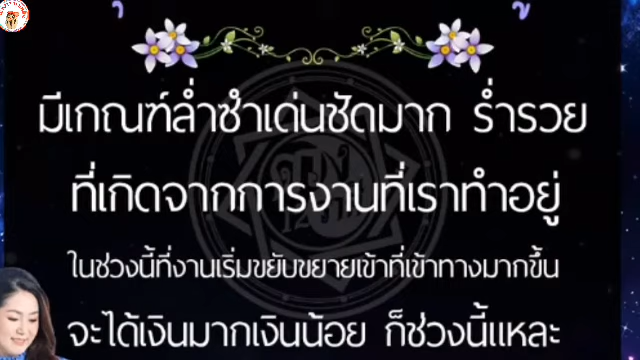 มีเกณฑ์ล่ำซำเด่นชัดมาก ร่ำรวย
ที่เกิดจากการงานที่เราทำอยู่
ในช่วงนี้ที่งานเริ่มขยับขยายเข้าที่เข้าทางมากขึ้น
จะได้เงินมากเงินน้อย ก็ช่วงนี้แหละ